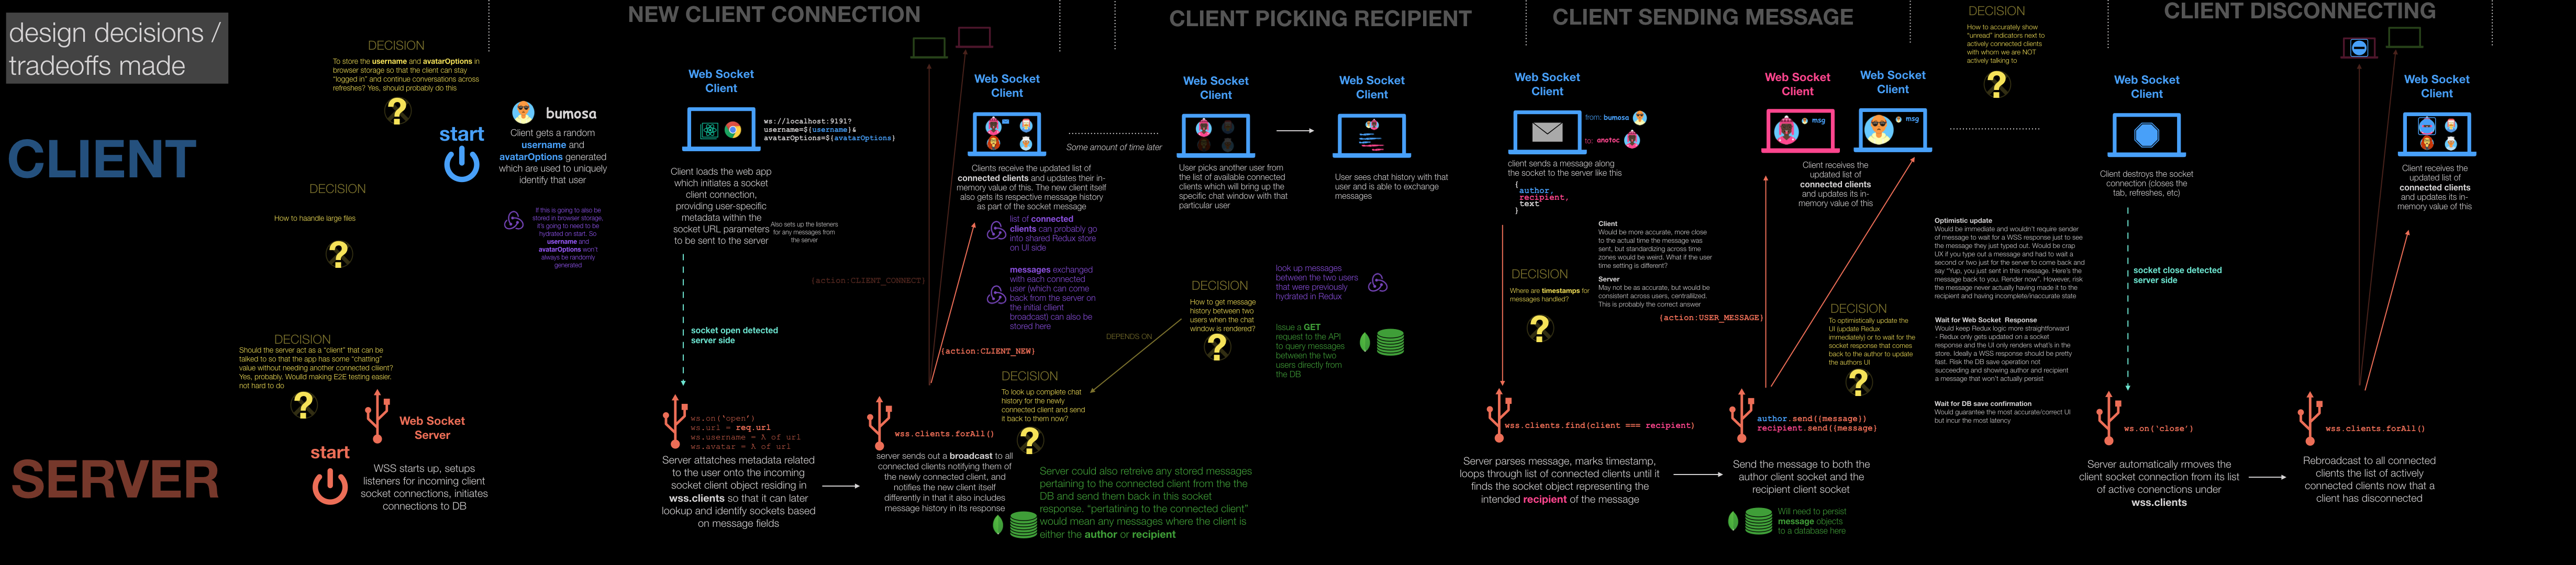 design decisions /
tradeoffs made
CLIENT
SERVER
DECISION
To store the username and avatarOptions in
browser storage so that the client can stay
"logged in" and continue conversations across
refreshes? Yes, should probably do this
DECISION
How to haandle large files
DECISION
Should the server act as a "client" that can be
talked to so that the app has some "chatting"
value without needing another connected client?
Yes, probably. Would making E2E testing easier.
not hard to do
start
bumosa
Client gets a random
username and
avatarOptions generated
which are used to uniquely
identify that user
If this is going to also be
stored in browser storage.
it's going to need to be
hydrated on start. So
username and
avatarOptions won't
always be randomly
generated
Web Socket
Server
start
WSS starts up, setups
listeners for incoming client
socket connections, initiates
connections to DB
NEW CLIENT CONNECTION
Web Socket
Client
ws://localhost:9191?
username=${username}&
avatarOptions=${avatarOptions}
Client loads the web app
which initiates a socket
client connection,
providing user-specific
metadata within the
socket URL parameters
to be sent to the server
Also sets up the listeners
for any messages from
the server
socket open detected
server side
ws.on('open')
ws.url = req.url
ws.username = λ of url
ws.avatar = λ of url
Server attatches metadata related
to the user onto the incoming
socket client object residing in
wss.clients so that it can later
lookup and identify sockets based
on message fields
{action:CLIENT_CONNECT}
{action:CLIENT_NEW}
wss.clients.forAll()
server sends out a broadcast to all
connected clients notifying them of
the newly connected client, and
notifies the new client itself
differently in that it also includes
message history in its response
Web Socket
Client
Clients receive the updated list of
connected clients and updates their in-
memory value of this. The new client itself
also gets its respective message history
as part of the socket message
list of connected
clients can probably go
into shared Redux store
on UI side
messages exchanged
with each connected
user (which can come
back from the server on
the initial client
broadcast) can also be
stored here
DECISION
To look up complete chat
history for the newly
connected client and send
it back to them now?
Server could also retreive any stored messages
pertaining to the connected client from the the
DB and send them back in this socket
response. "pertatining to the connected client"
would mean any messages where the client is
either the author or recipient
Some amount of time later
CLIENT PICKING RECIPIENT
Web Socket
Client
User picks another user from
the list of available connected
clients which will bring up the
specific chat window with that
particular user
Web Socket
Client
User sees chat history with that
user and is able to exchange
messages
DEPENDS ON
DECISION
How to get message
history between two
users when the chat
window is rendered?
look up messages
between the two users
that were previously
hydrated in Redux
Issue a GET
request to the API
to query messages
between the two
users directly from
the DB
CLIENT SENDING MESSAGE
Web Socket
Client
from: bumosa
to: anotoc
client sends a message along
the socket to the server like this
{
author,
recipient,
text
}
DECISION
Where are timestamps for
messages handled?
Client
Would be more accurate, more close
to the actual time the message was
sent, but standardizing across time
zones would be weird. What if the user
time setting is different?
Server
May not be as accurate, but would be
consistent across users, centrallized.
This is probably the correct answer
wss.clients.find(client === recipient)
Server parses message, marks timestamp,
loops through list of connected clients until it
finds the socket object representing the
intended recipient of the message
{action:USER_MESSAGE}
Web Socket
Client
msg
Web Socket
Client
msg
Client receives the
updated list of
connected clients
and updates its in-
memory value of this
DECISION
To optimistically update the
UI (update Redux
immediately) or to wait for the
socket response that comes
back to the author to update
the authors UI
author.send({message})
recipient.send({message)
Send the message to both the
author client socket and the
recipient client socket
Will need to persist
message objects
to a database here
DECISION
How to accurately show
"unread" indicators next to
actively connected clients
with whom we are NOT
actively talking to
Optimistic update
Would be immediate and wouldn't require sender
of message to wait for a WSS response just to see
the message they just typed out. Would be crap
UX if you type out a message and had to wait a
second or two just for the server to come back and
say "Yup, you just sent in this message. Here's the
message back to you. Render now". However, risk
the message never actually having made it to the
recipient and having incomplete/inaccurate state
Wait for Web Socket Response
Would keep Redux logic more straightforward
- Redux only gets updated on a socket
response and the UI only renders what's in the
store. Ideally a WSS response should be pretty
fast. Risk the DB save operation not
succeeding and showing author and recipient
a message that won't actually persist
Wait for DB save confirmation
Would guarantee the most accurate/correct UI
but incur the most latency
CLIENT DISCONNECTING
Web Socket
Client
Client destroys the socket
connection (closes the
tab, refreshes, etc)
socket close detected
server side
ws.on('close')
Server automatically rmoves the
client socket connection from its list
of active conenctions under
wss.clients
Web Socket
Client
Client receives the
updated list of
connected clients
and updates its in-
memory value of this
wss.clients.forAll()
Rebroadcast to all connected
clients the list of actively
connected clients now that a
client has disconnected